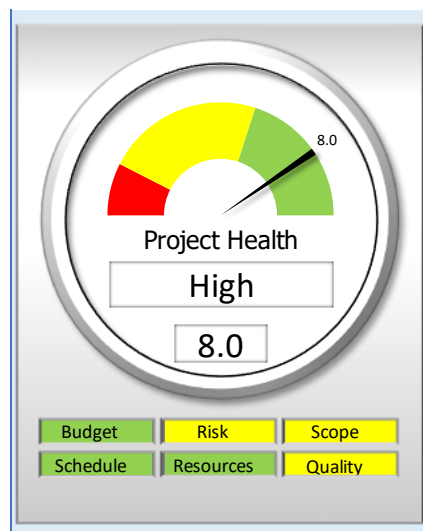 8.0
Project Health
High
8.0
Budget Risk Scope
Schedule Resources Quality